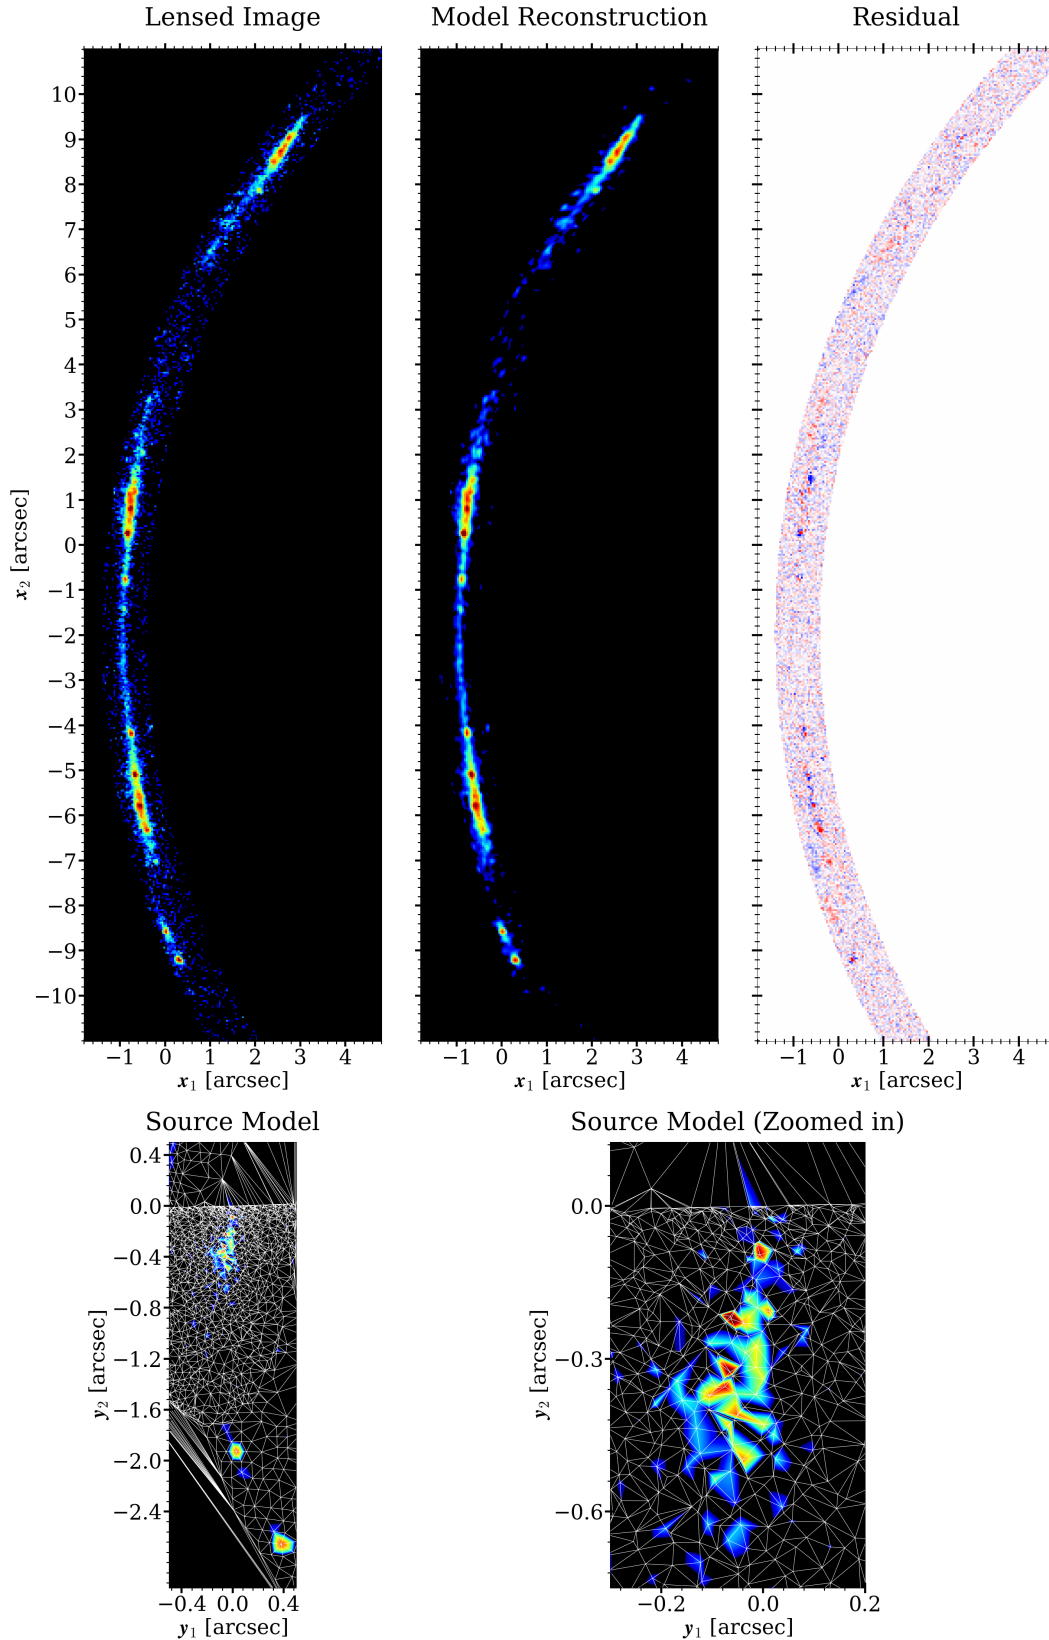 Lensed Image Model Reconstruction Residual
10
9
8
7
6
5
4
3
2
1
0
−1
−2
−3
−4
−5
−6
−7
−8
−9
−10
x₂ [arcsec]
−1 0 1 2 3 4 −1 0 1 2 3 4 −1 0 1 2 3 4
x₁ [arcsec] x₁ [arcsec] x₁ [arcsec]
Source Model
0.4
0.0
−0.4
−0.8
−1.2
−1.6
−2.0
−2.4
y₂ [arcsec]
−0.4 0.0 0.4
y₁ [arcsec]
Source Model (Zoomed in)
0.0
−0.3
−0.6
y₂ [arcsec]
−0.2 0.0 0.2
y₁ [arcsec]